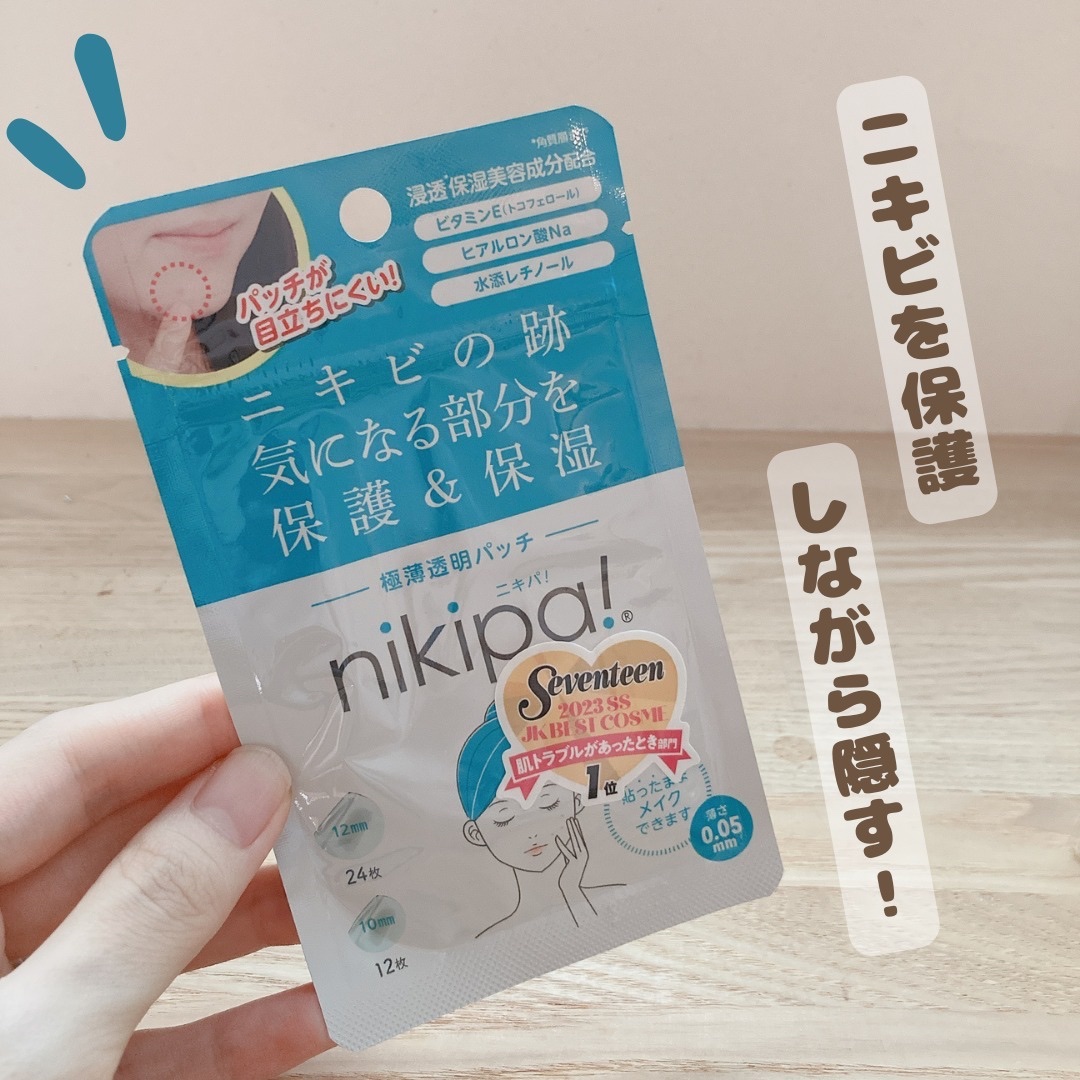 ニキビを保護
しながら隠す!
*角質層まで
浸透*保湿美容成分配合
ビタミンE(トコフェロール)
ヒアルロン酸Na
水添レチノール
パッチが
目立ちにくい!
ニキビの跡
気になる部分を
保護&保湿
極薄透明パッチ
ニキパ!
nikipa!®
Seventeen
2023 SS
JK BEST COSME
肌トラブルがあったとき部門
1位
貼ったまま
メイク
できます
薄さ
0.05
mm
12mm
24枚
10mm
12枚